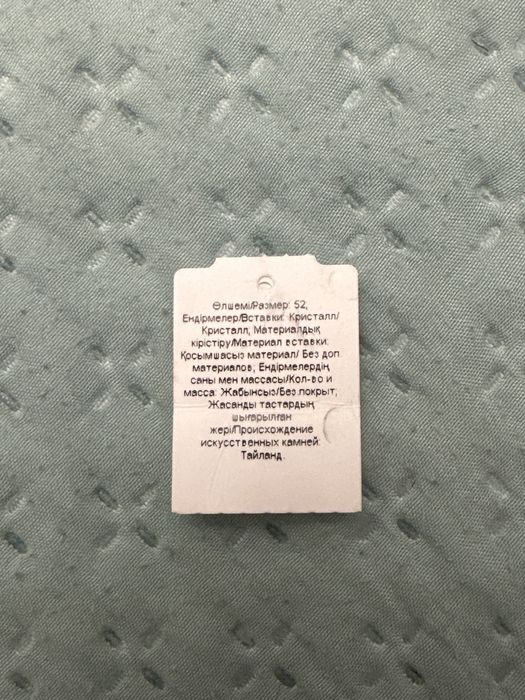 Өлшемі/Размер: 52,
Ендірмелер/Вставки: Кристалл/
Кристалл; Материалдық
кірістіру/Материал вставки:
Қосымшасыз материал/ Без доп.
материалов; Ендірмелердің
саны мен массасы/Кол-во и
масса: Жабынсыз/Без покрыт;
Жасанды тастардың
шығарылған
жері/Происхождение
искусственных камней:
Тайланд.